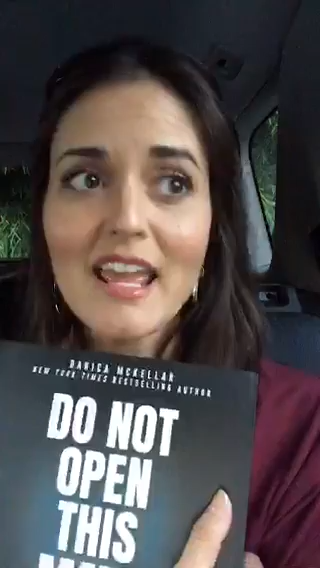 DANICA MCKELLAR
NEW YORK TIMES BESTSELLING AUTHOR
DO NOT
OPEN
THIS